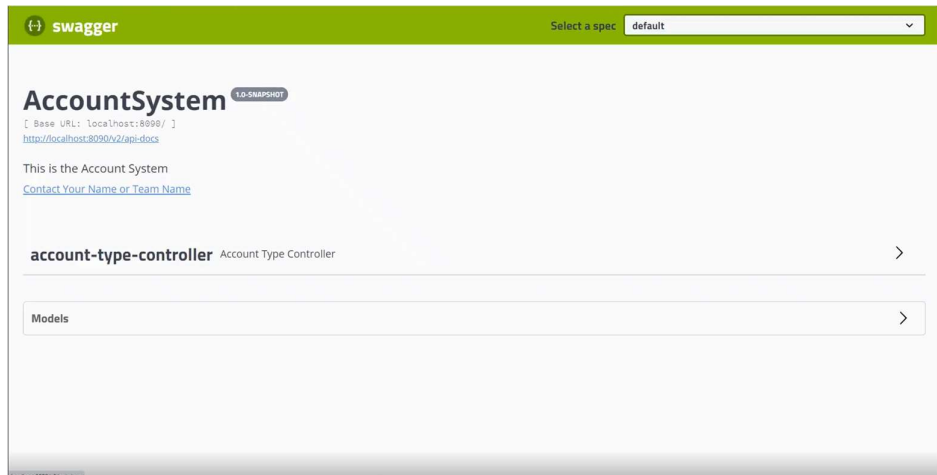 swagger
Select a spec default
AccountSystem 1.0-SNAPSHOT
[ Base URL: localhost:8090/ ]
http://localhost:8090/v2/api-docs
This is the Account System
Contact Your Name or Team Name
account-type-controller Account Type Controller
Models